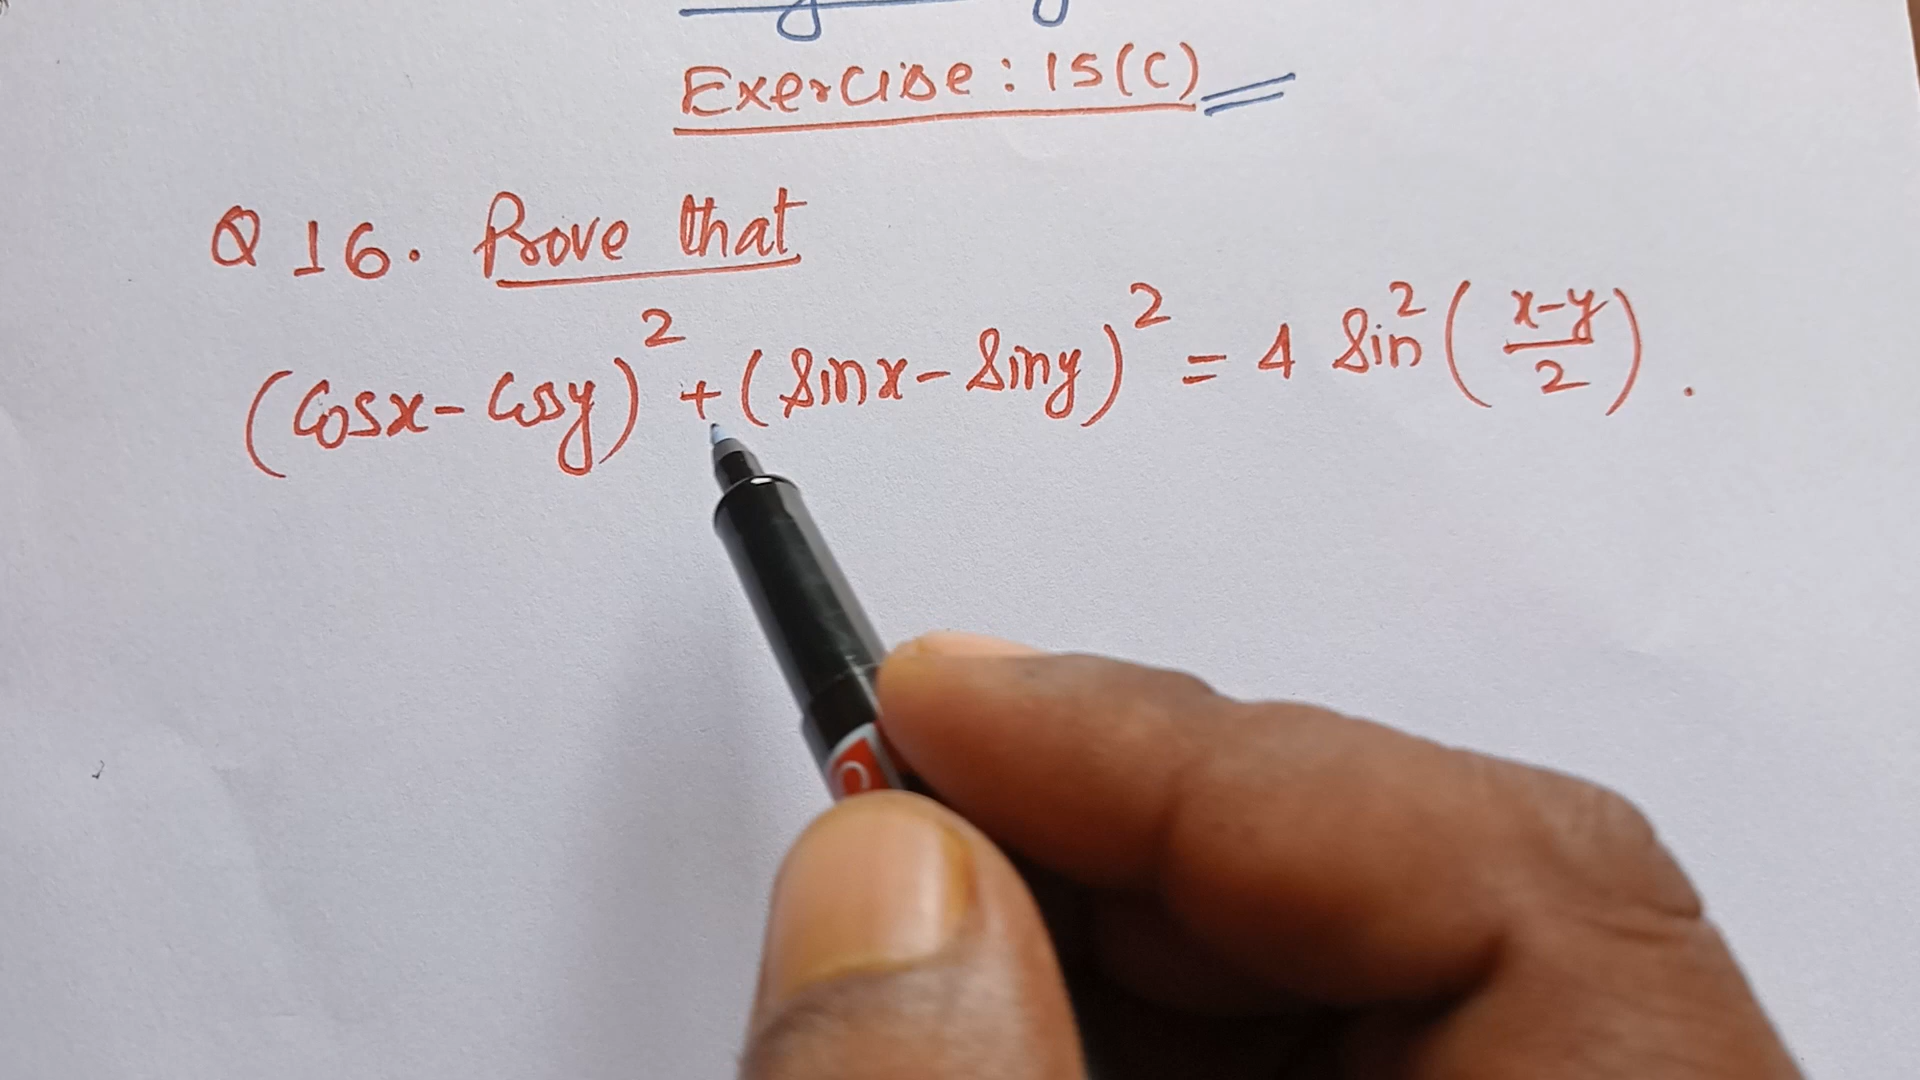 Exercise : 15(C)
Q 16. Prove that
(Cosx - Cosy)² + (Sinx - Siny)² = 4 Sin² (x-y/2).